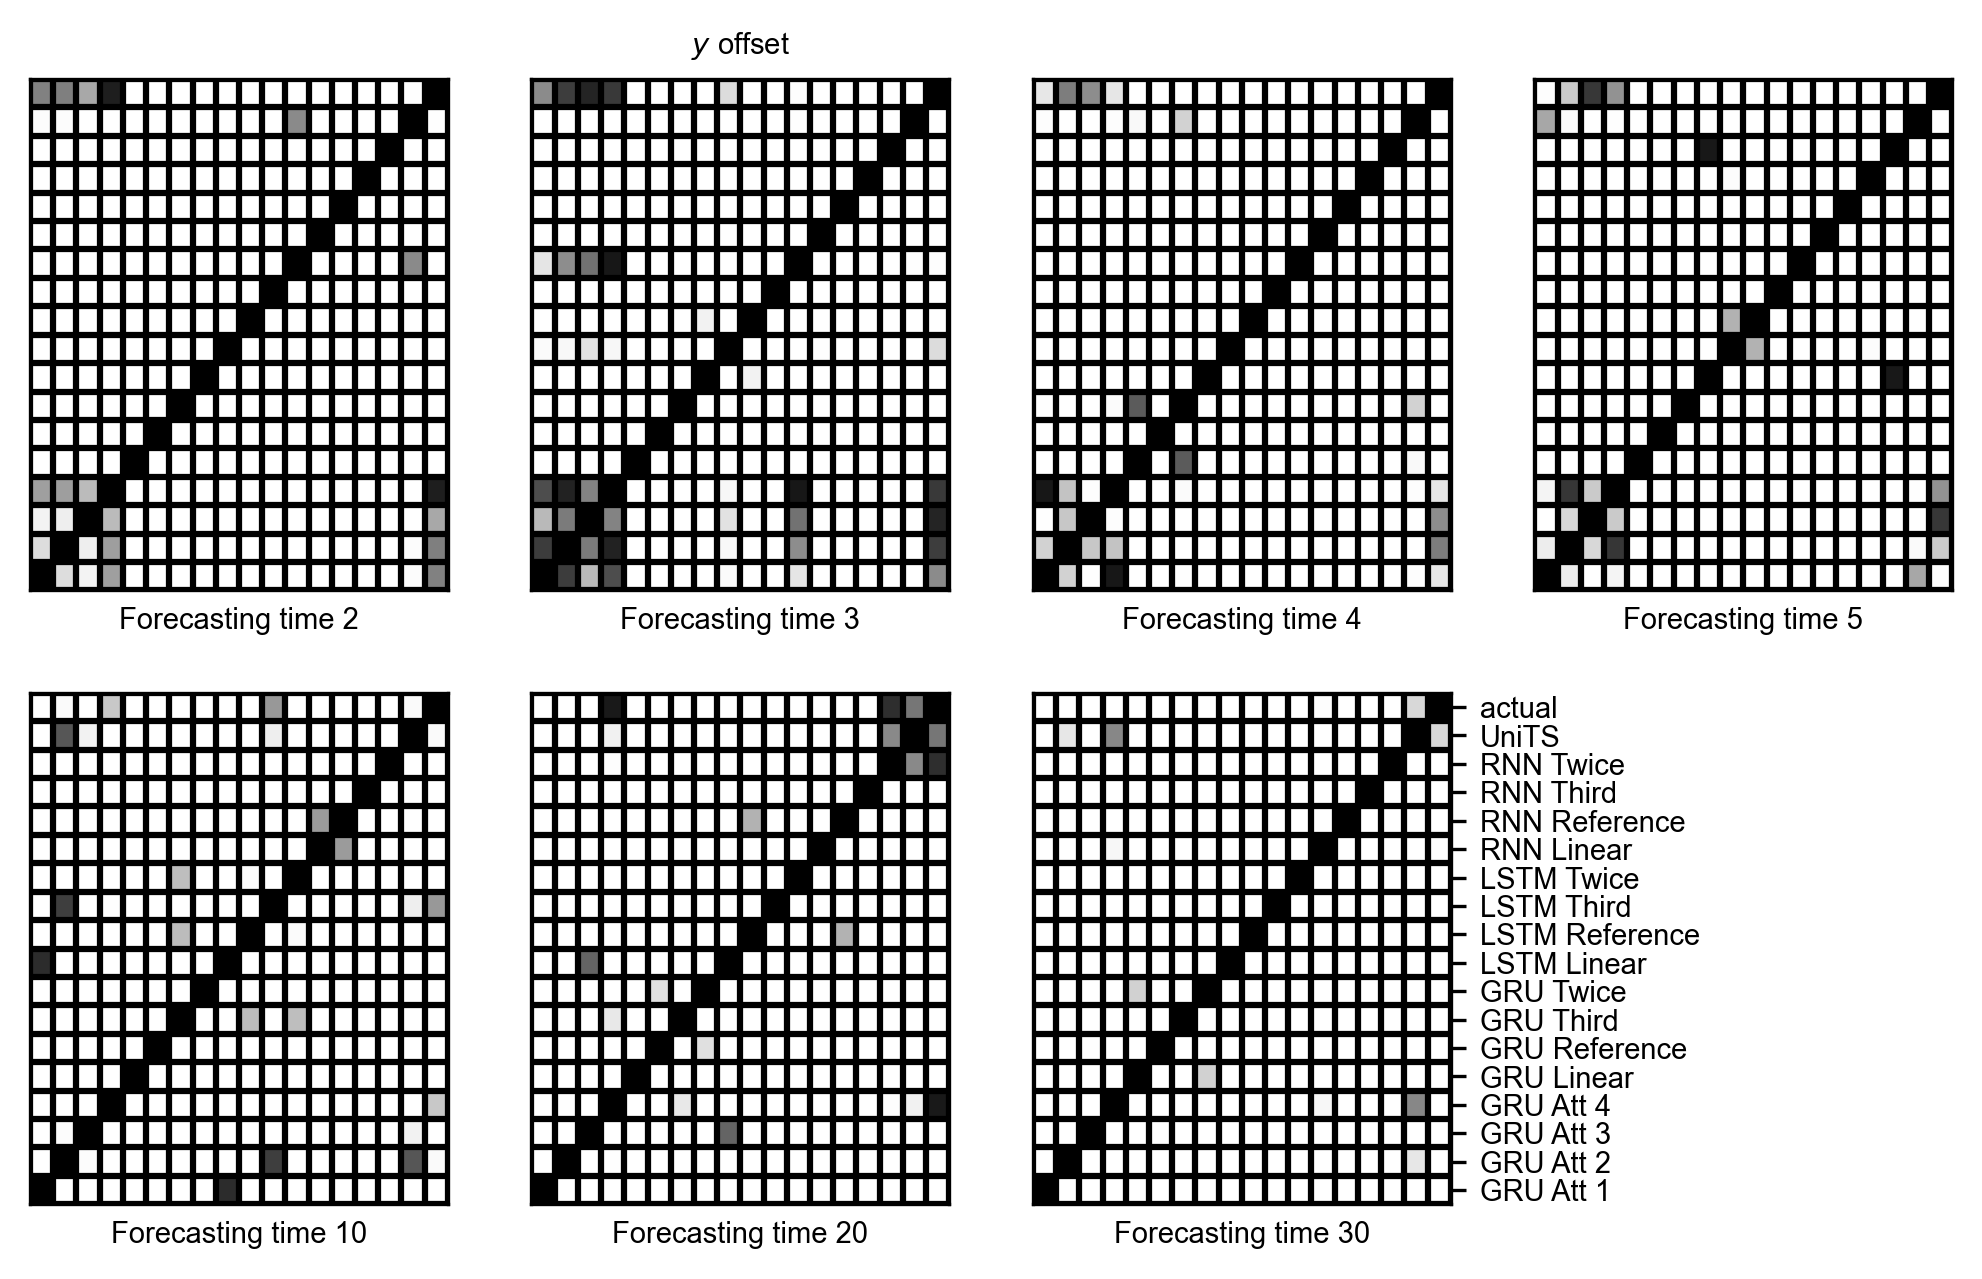 y offset
Forecasting time 2
Forecasting time 3
Forecasting time 4
Forecasting time 5
actual
UniTS
RNN Twice
RNN Third
RNN Reference
RNN Linear
LSTM Twice
LSTM Third
LSTM Reference
LSTM Linear
GRU Twice
GRU Third
GRU Reference
GRU Linear
GRU Att 4
GRU Att 3
GRU Att 2
GRU Att 1
Forecasting time 10
Forecasting time 20
Forecasting time 30